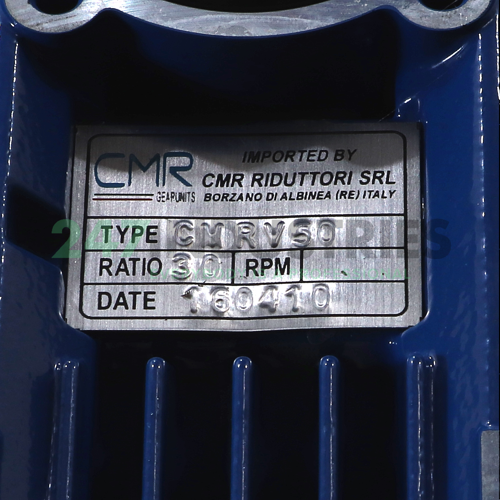 CMR
GEARUNITS
IMPORTED BY
CMR RIDUTTORI SRL
BORZANO DI ALBINEA (RE) ITALY
TYPE CMRV50
RATIO 30 RPM
DATE 160410